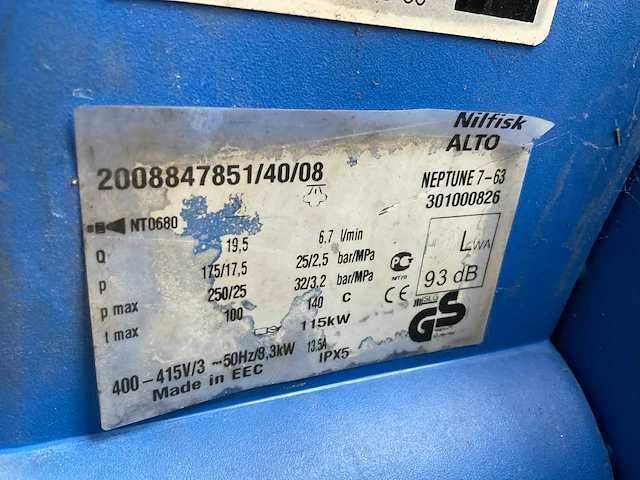 Nilfisk
ALTO
2008847851/40/08
NEPTUNE 7-63
301000826
NT0680
Q 19,5 6,7 l/min
p 175/17,5 25/2,5 bar/MPa
p max 250/25 32/3,2 bar/MPa
t max 100 140 C
115kW
LWA
93 dB
CE
GS
400-415V/3 ~50Hz/8,3kW 13.5A IPX5
Made in EEC